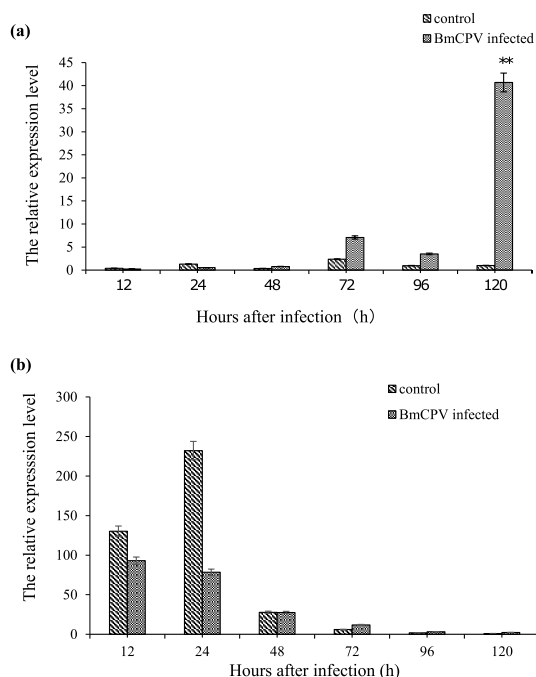 (a)
control
BmCPV infected
**
The relative expression level
45
40
35
30
25
20
15
10
5
0
12 24 48 72 96 120
Hours after infection（h）
(b)
control
BmCPV infected
The relative expresssion level
300
250
200
150
100
50
0
12 24 48 72 96 120
Hours after infection (h)